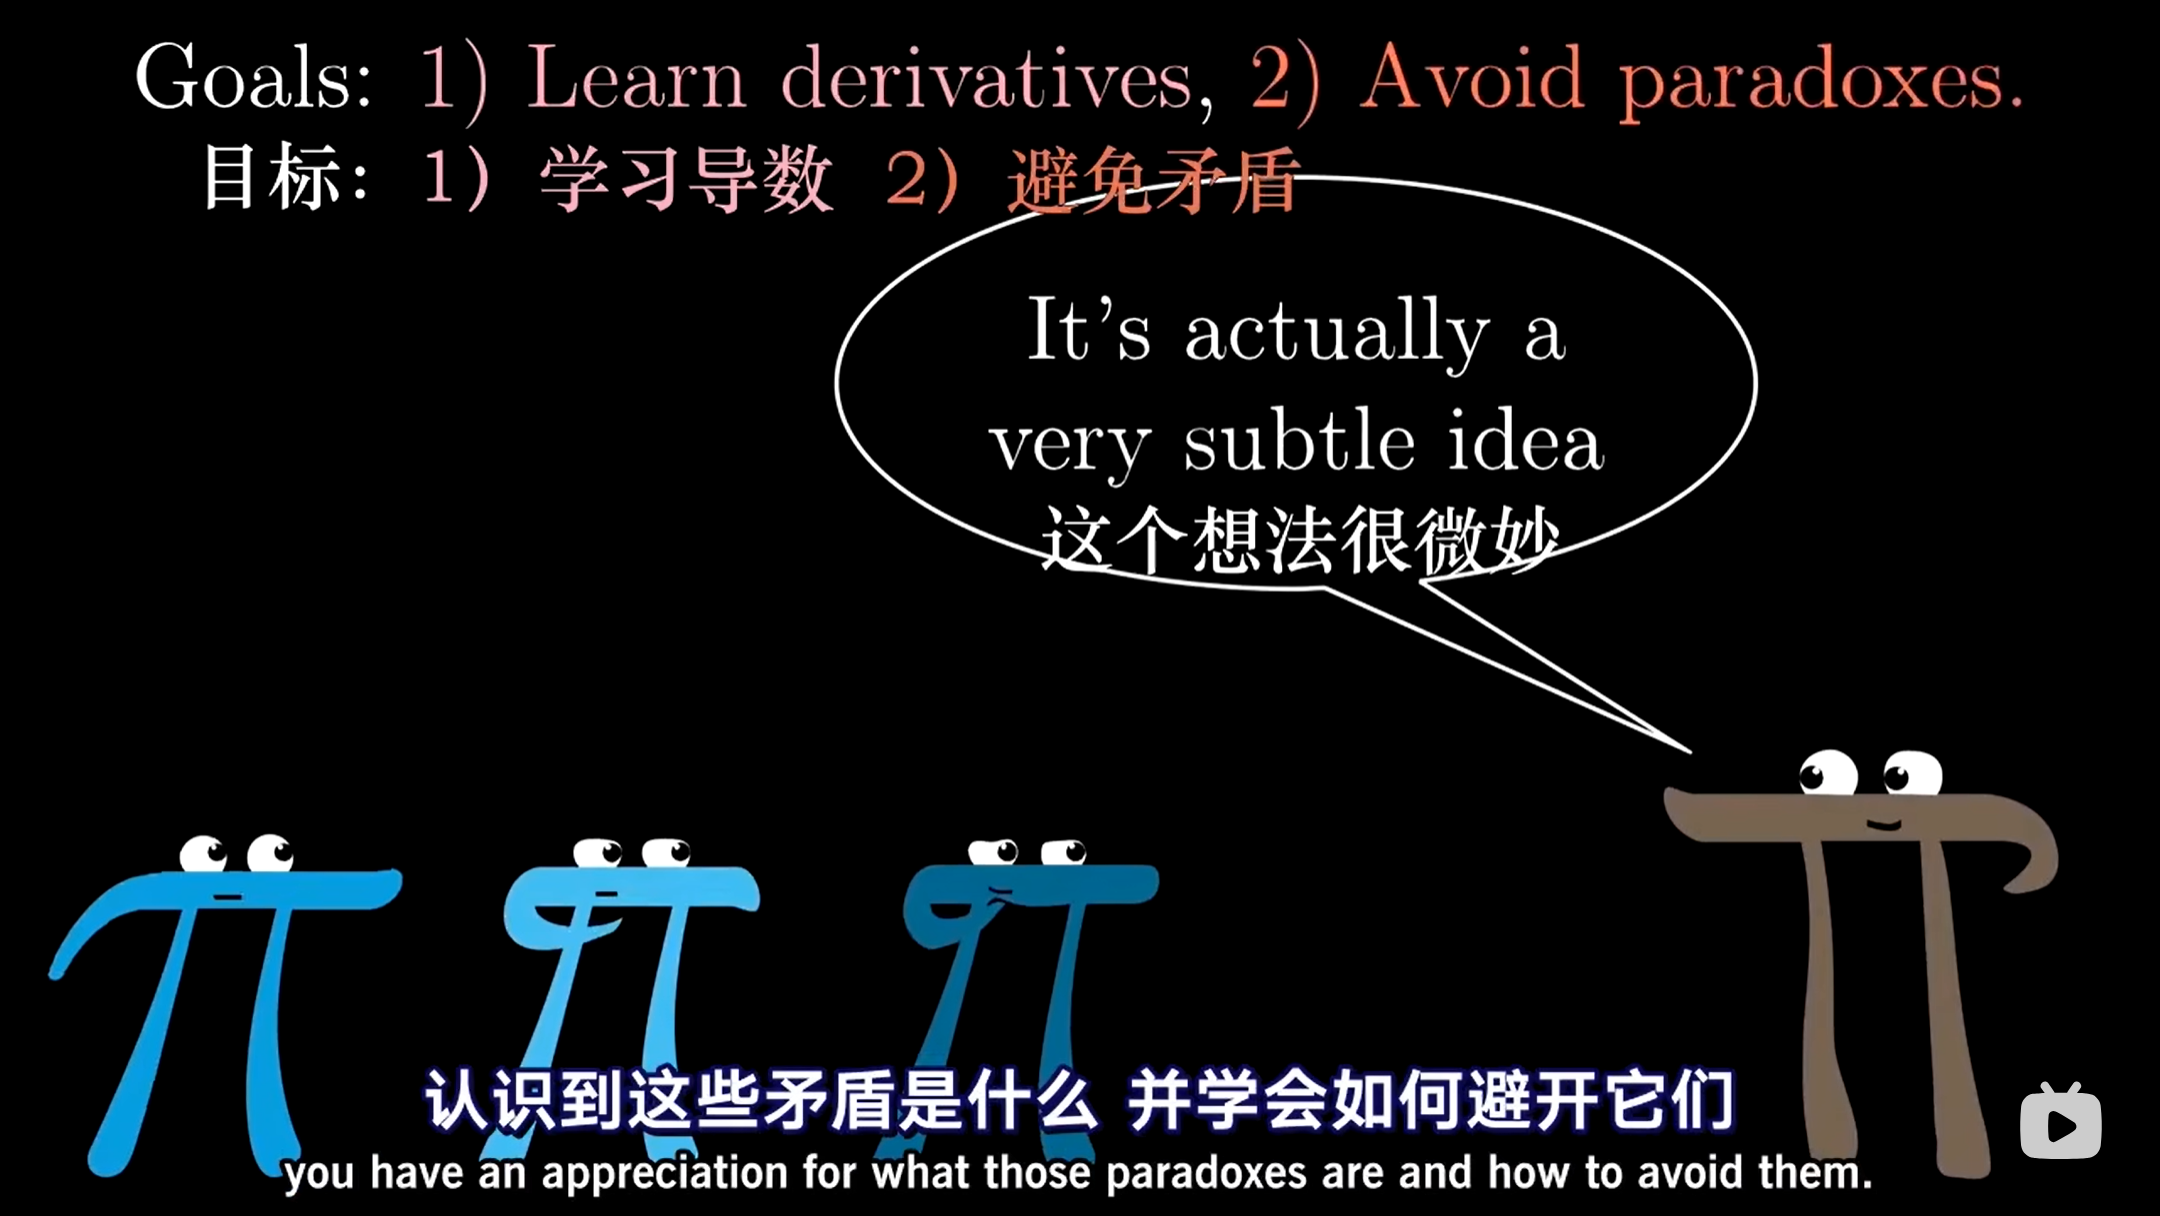 Goals: 1) Learn derivatives, 2) Avoid paradoxes.
目标：1）学习导数 2）避免矛盾
It's actually a
very subtle idea
这个想法很微妙
认识到这些矛盾是什么 并学会如何避开它们
you have an appreciation for what those paradoxes are and how to avoid them.